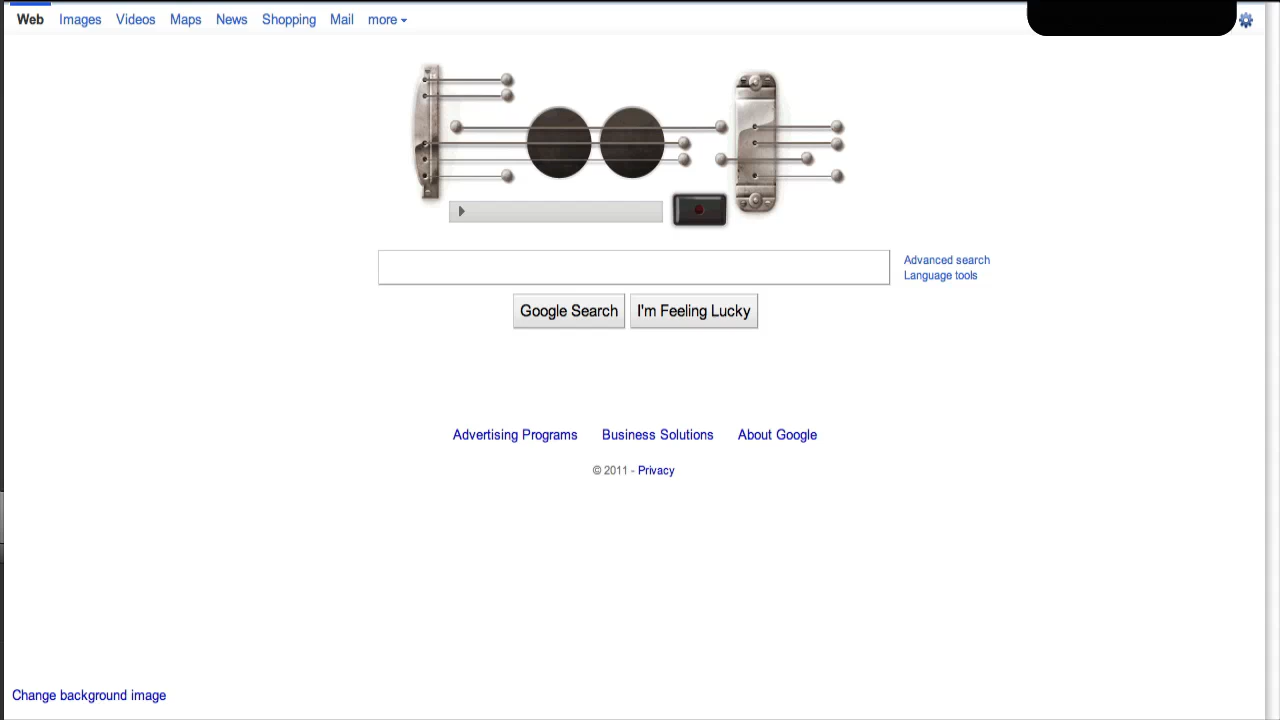 Web Images Videos Maps News Shopping Mail more
Advanced search
Language tools
Google Search I'm Feeling Lucky
Advertising Programs Business Solutions About Google
© 2011 - Privacy
Change background image